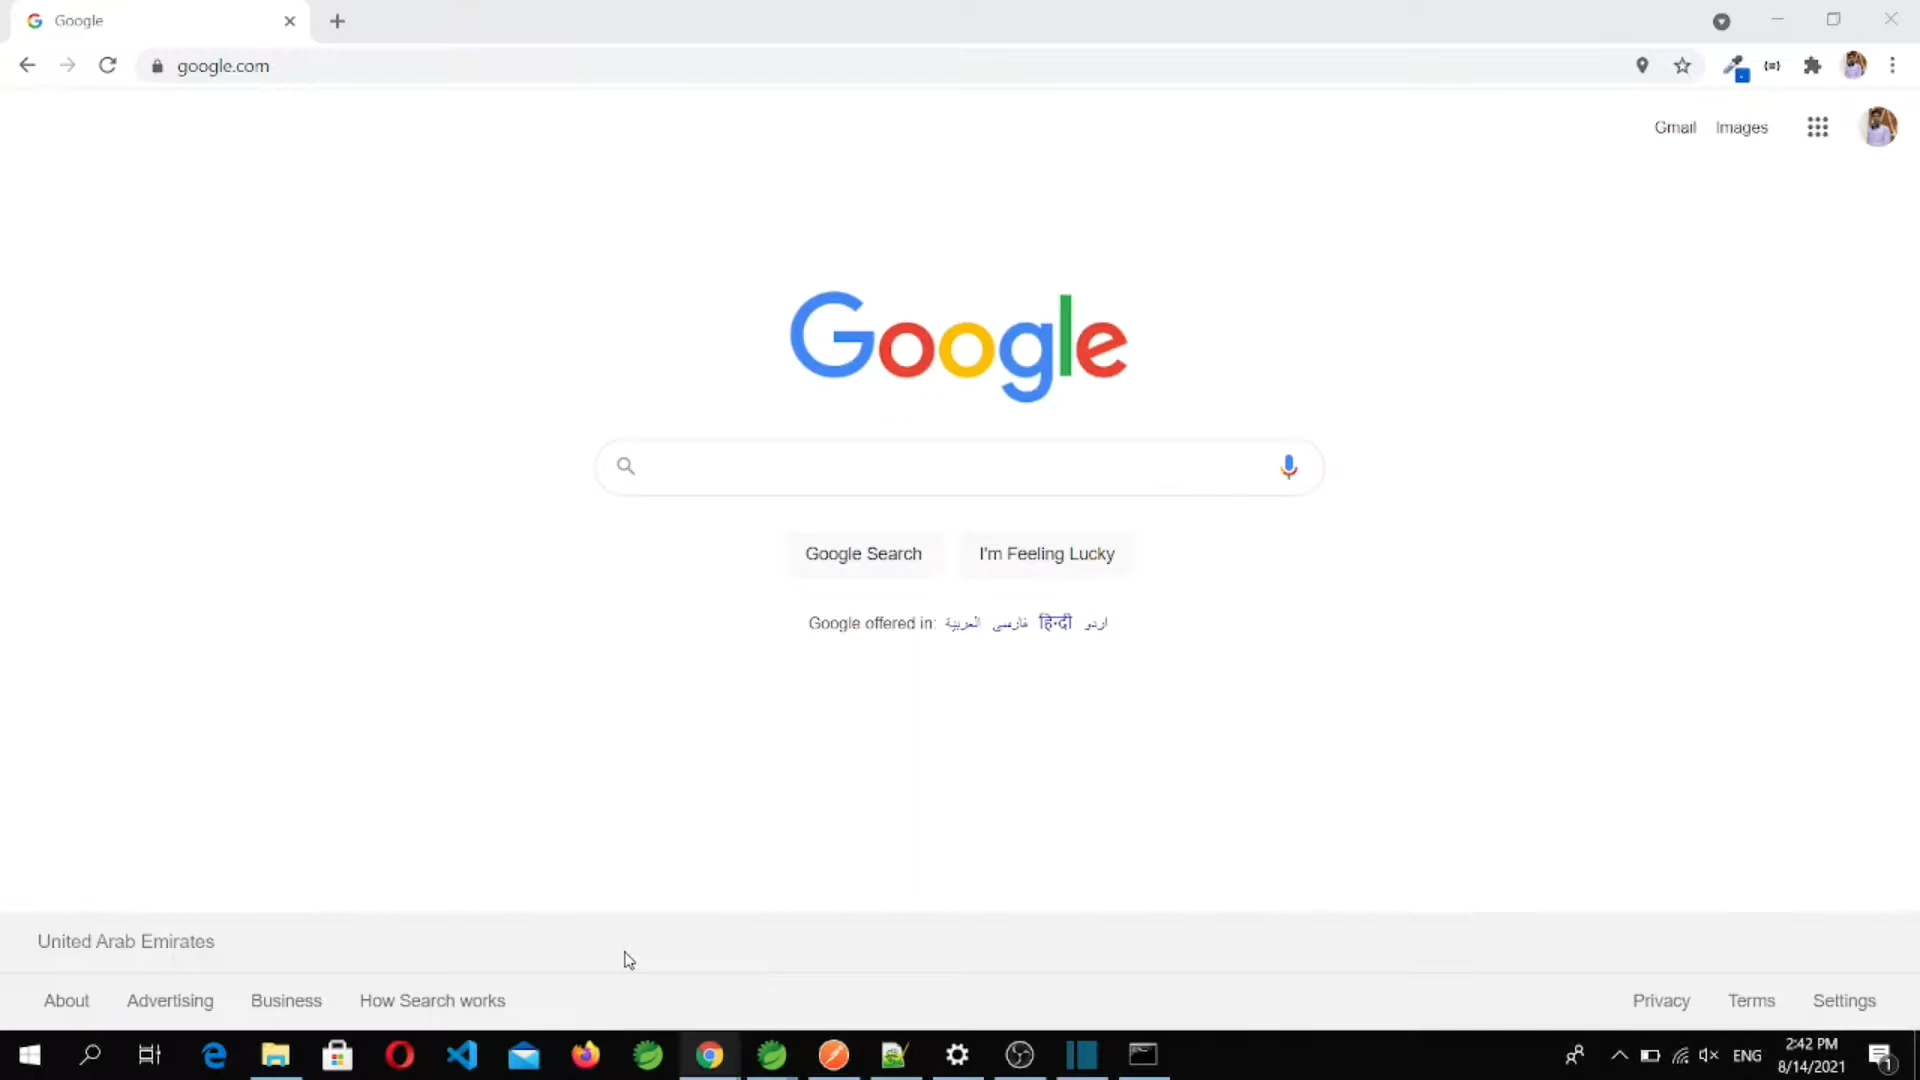 Google
google.com
Gmail Images
Google
Google Search I'm Feeling Lucky
Google offered in: العربية فارسی हिन्दी اردو
United Arab Emirates
About Advertising Business How Search works Privacy Terms Settings
ENG 2:42 PM
8/14/2021 1